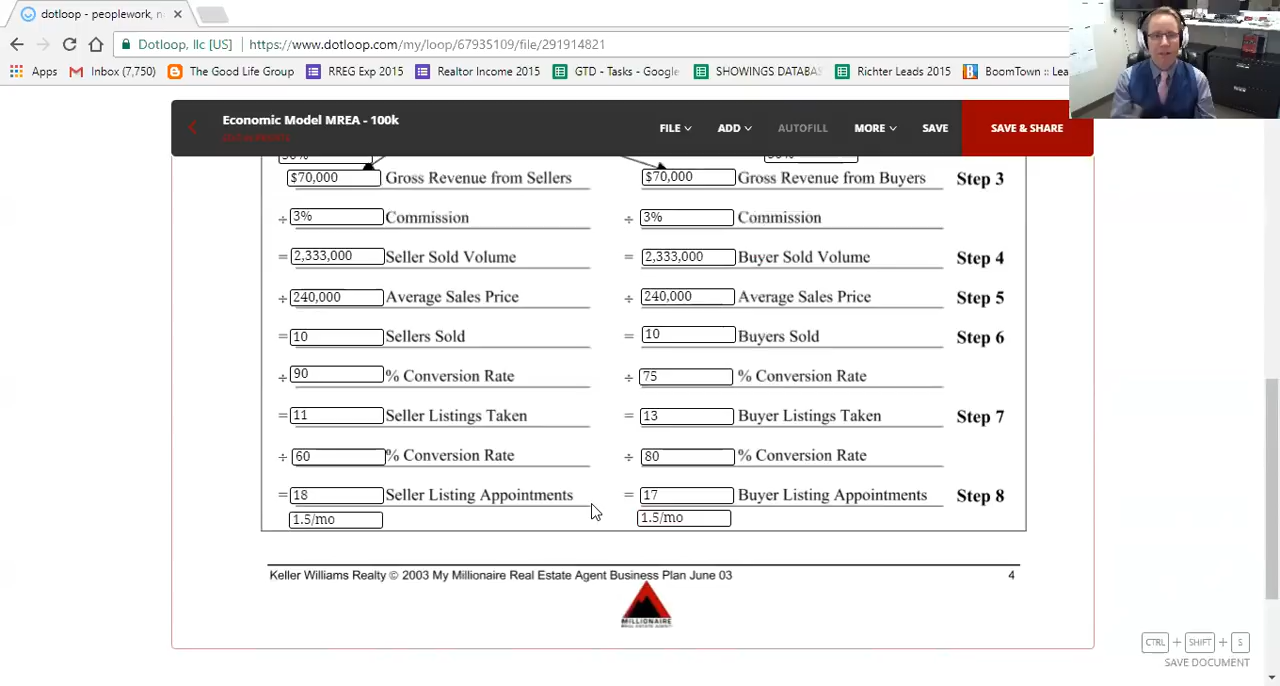 dotloop - peoplework, n
Dotloop, llc [US] https://www.dotloop.com/my/loop/67935109/file/291914821
Apps Inbox (7,750) The Good Life Group RREG Exp 2015 Realtor Income 2015 GTD - Tasks - Google SHOWINGS DATABAS Richter Leads 2015 BoomTown :: Lea
Economic Model MREA - 100k
FILE ADD AUTOFILL MORE SAVE SAVE & SHARE
$70,000 Gross Revenue from Sellers $70,000 Gross Revenue from Buyers Step 3
÷ 3% Commission ÷ 3% Commission
= 2,333,000 Seller Sold Volume = 2,333,000 Buyer Sold Volume Step 4
÷ 240,000 Average Sales Price ÷ 240,000 Average Sales Price Step 5
= 10 Sellers Sold = 10 Buyers Sold Step 6
÷ 90 % Conversion Rate ÷ 75 % Conversion Rate
= 11 Seller Listings Taken = 13 Buyer Listings Taken Step 7
÷ 60 % Conversion Rate ÷ 80 % Conversion Rate
= 18 Seller Listing Appointments = 17 Buyer Listing Appointments Step 8
1.5/mo 1.5/mo
Keller Williams Realty © 2003 My Millionaire Real Estate Agent Business Plan June 03 4
MILLIONAIRE
CTRL + SHIFT + S
SAVE DOCUMENT